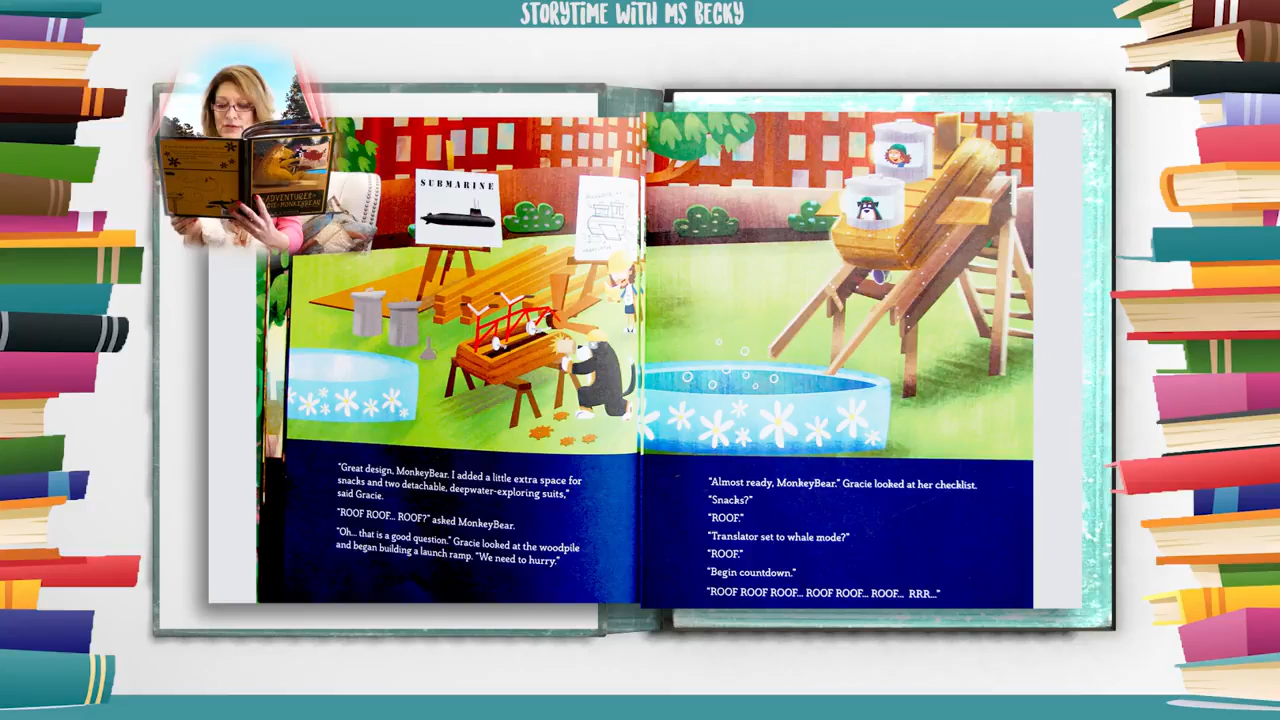 STORYTIME WITH MS BECKY
ADVENTURES
SUBMARINE
"Great design, MonkeyBear. I added a little extra space for
snacks and two detachable, deepwater-exploring suits,"
said Gracie.
"ROOF ROOF... ROOF?" asked MonkeyBear.
"Oh... that is a good question." Gracie looked at the woodpile
and began building a launch ramp. "We need to hurry."
"Almost ready, MonkeyBear." Gracie looked at her checklist.
"Snacks?"
"ROOF."
"Translator set to whale mode?"
"ROOF."
"Begin countdown."
"ROOF ROOF ROOF... ROOF ROOF... ROOF... RRR..."